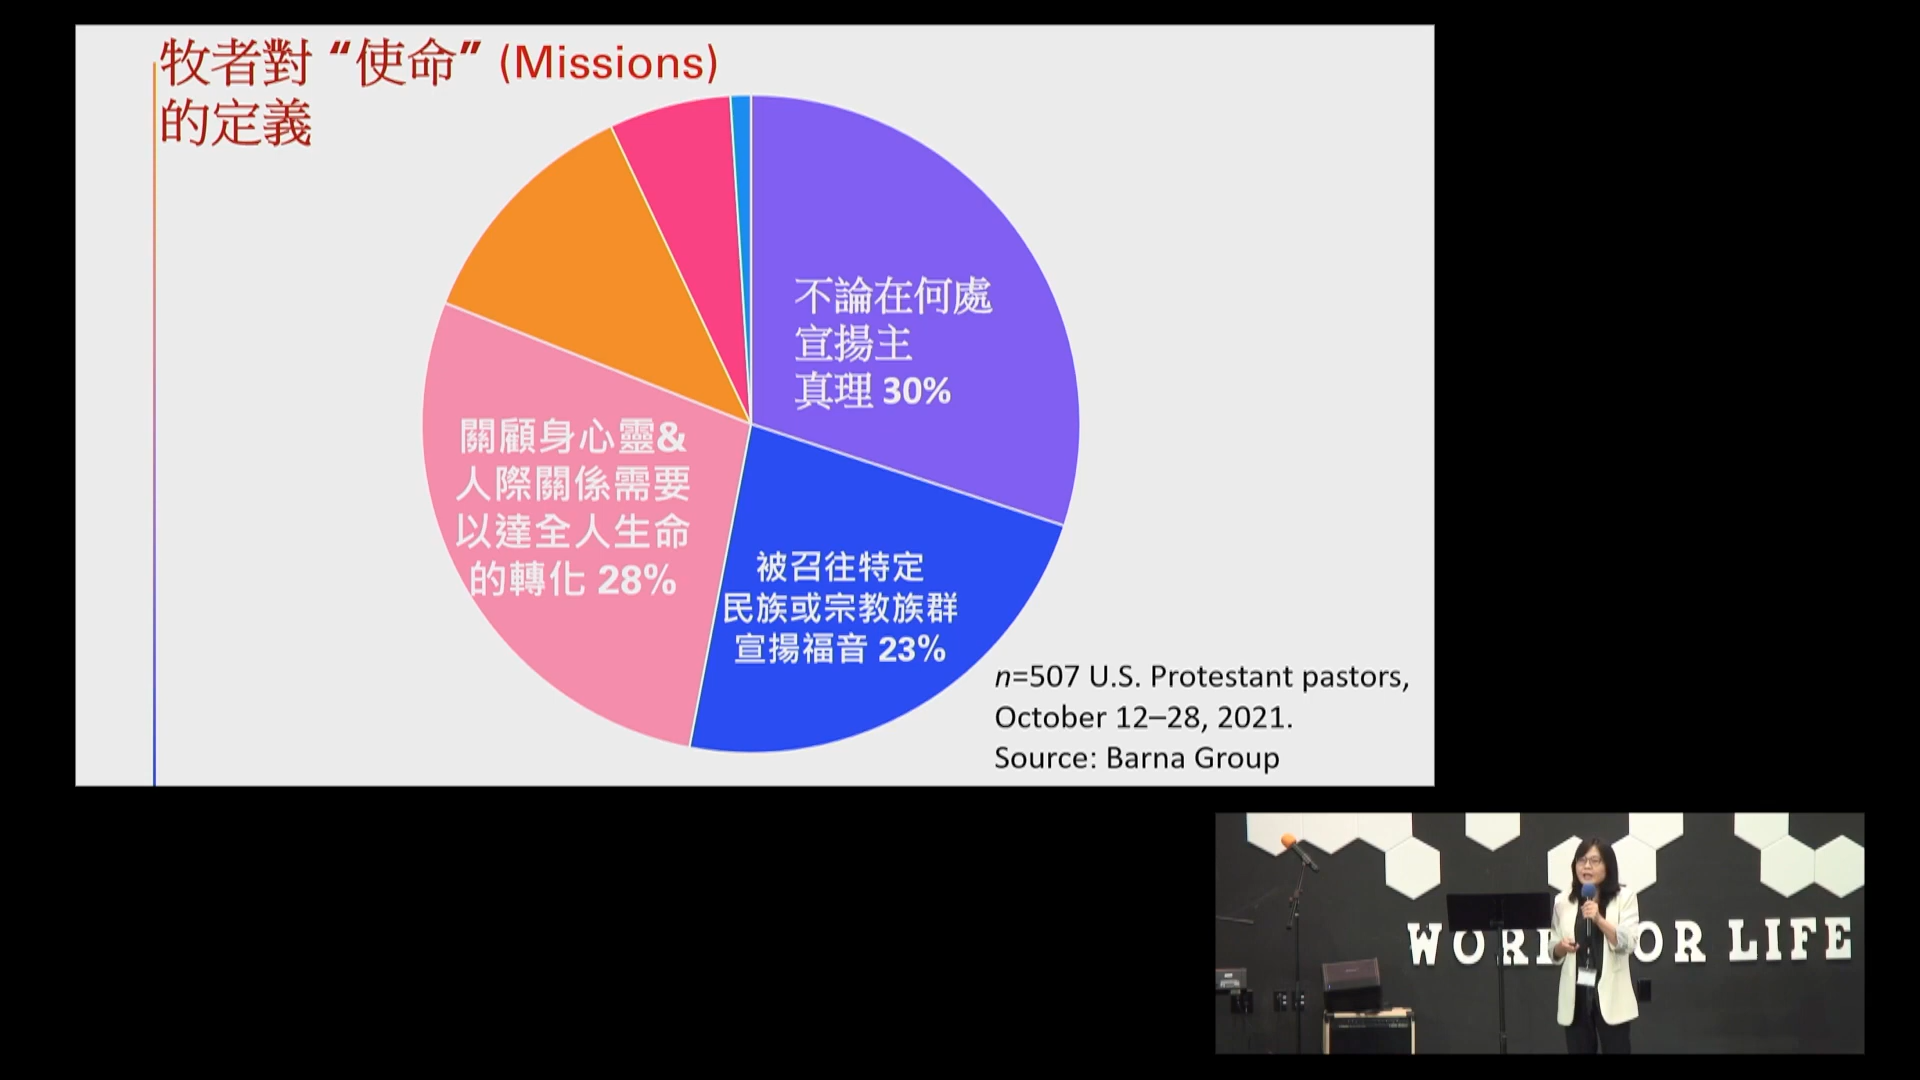 牧者對 “使命” (Missions)
的定義
不論在何處
宣揚主
真理 30%
關顧身心靈&
人際關係需要
以達全人生命
的轉化 28%
被召往特定
民族或宗教族群
宣揚福音 23%
n=507 U.S. Protestant pastors,
October 12–28, 2021.
Source: Barna Group
WOR OR LIFE